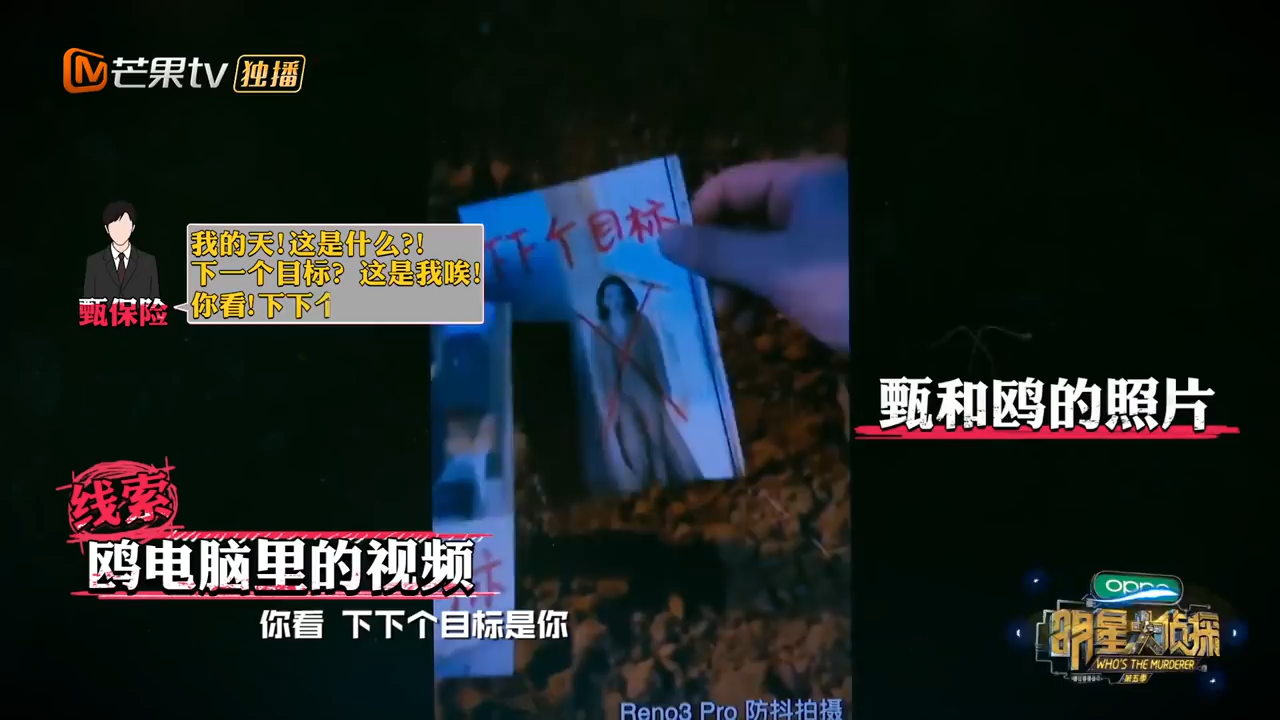 芒果tv 独播
我的天!这是什么?!
下一个目标? 这是我唉!
你看!下下个
甄保险
下下个目标
甄和鸥的照片
线索
鸥电脑里的视频
标
你看 下下个目标是你
oppo
明星大侦探
WHO'S THE MURDERER
第五季
Reno3 Pro 防抖拍摄